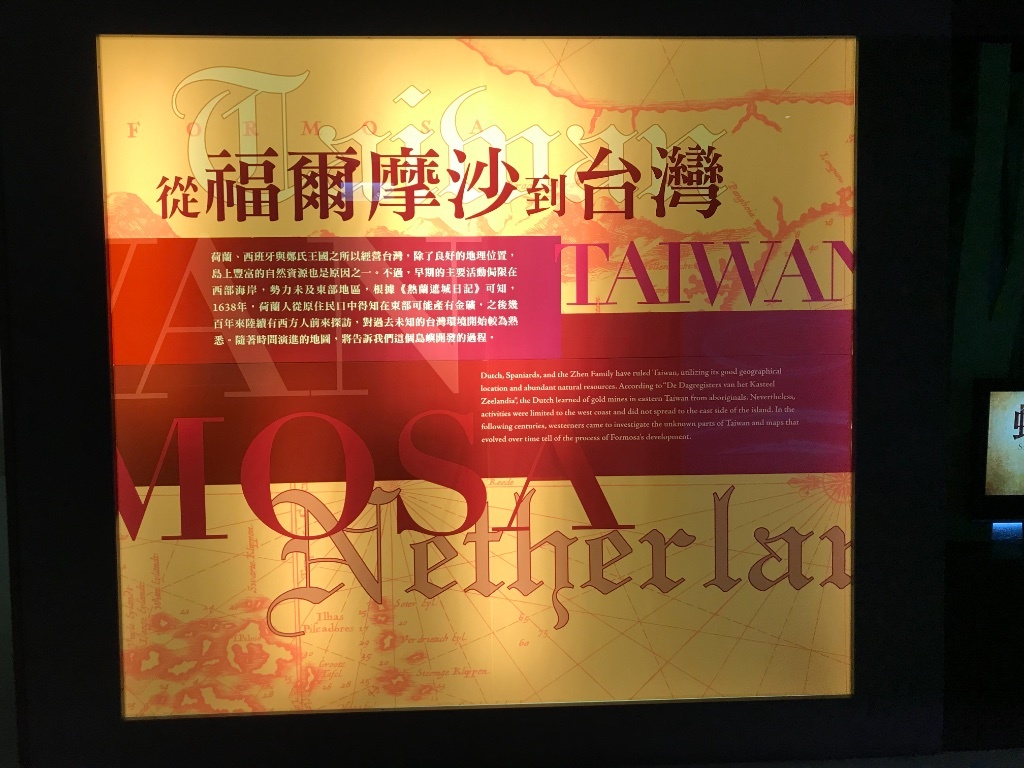 Taiwan
FORMOSA
從福爾摩沙到台灣
WAN
TAIWAN
荷蘭、西班牙與鄭氏王國之所以經營台灣，除了良好的地理位置，
島上豐富的自然資源也是原因之一。不過，早期的主要活動侷限在
西部海岸，勢力未及東部地區，根據《熱蘭遮城日記》可知，
1638年，荷蘭人從原住民口中得知在東部可能產有金礦，之後幾
百年來陸續有西方人前來探訪，對過去未知的台灣環境開始較為熟
悉。隨著時間演進的地圖，將告訴我們這個島嶼開發的過程。
Dutch, Spaniards, and the Zhen Family have ruled Taiwan, utilizing its good geographical
location and abundant natural resources. According to "De Dagregisters van het Kasteel
Zeelandia", the Dutch learned of gold mines in eastern Taiwan from aboriginals. Nevertheless,
activities were limited to the west coast and did not spread to the east side of the island. In the
following centuries, westerners came to investigate the unknown parts of Taiwan and maps that
evolved over time tell of the process of Formosa's development.
MOSA
Netherlan
Ilhas
Piscadores